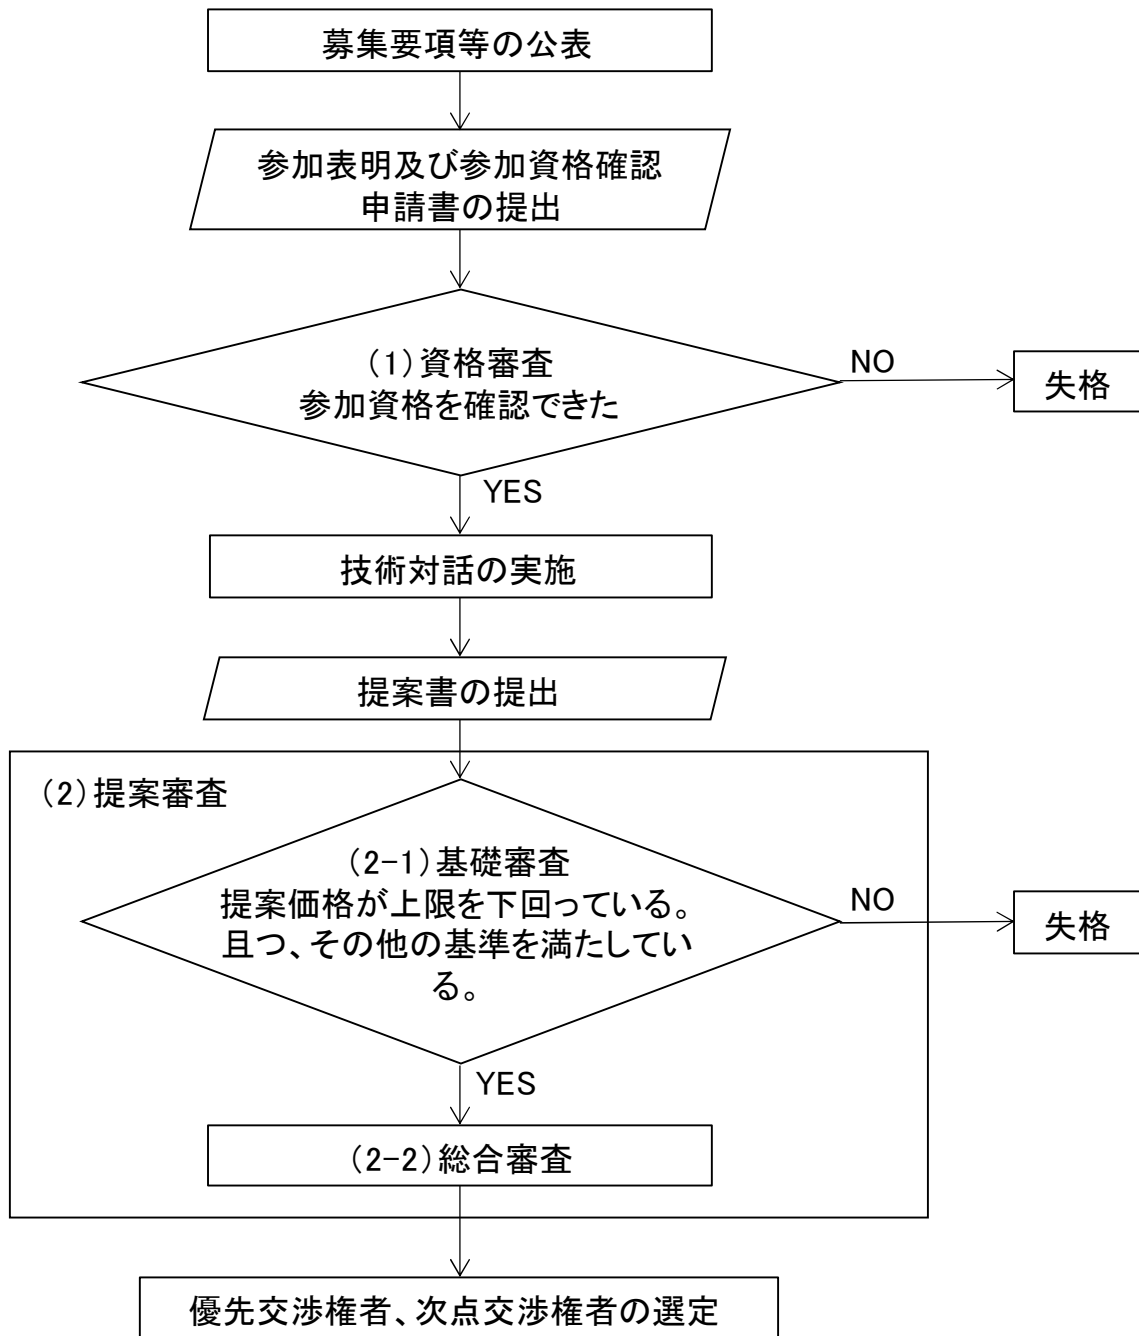 募集要項等の公表
参加表明及び参加資格確認
申請書の提出
(1)資格審査
参加資格を確認できた
NO
失格
YES
技術対話の実施
提案書の提出
(2)提案審査
(2-1)基礎審査
提案価格が上限を下回っている。
且つ、その他の基準を満たしてい
る。
NO
失格
YES
(2-2)総合審査
優先交渉権者、次点交渉権者の選定